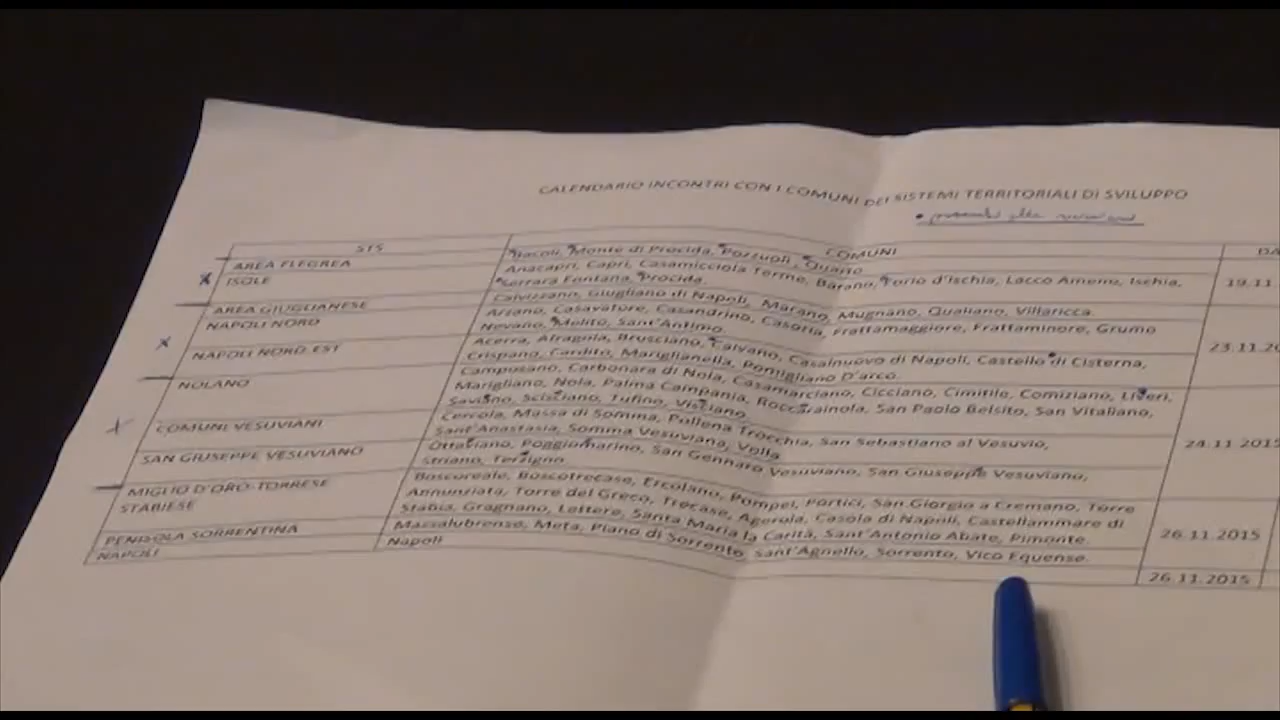 CALENDARIO INCONTRI CON I COMUNI DEI SISTEMI TERRITORIALI DI SVILUPPO
STS COMUNI DA
AREA FLEGREA Bacoli, Monte di Procida, Pozzuoli, Quarto
ISOLE Anacapri, Capri, Casamicciola Terme, Barano, Forio d'Ischia, Lacco Ameno, Ischia,
Serrara Fontana, Procida. 19.11
AREA GIUGLIANESE Calvizzano, Giugliano di Napoli, Marano, Mugnano, Qualiano, Villaricca.
NAPOLI NORD Arzano, Casavatore, Casandrino, Casoria, Frattamaggiore, Frattaminore, Grumo
Nevano, Melito, Sant'Antimo.
NAPOLI NORD-EST Acerra, Afragola, Brusciano, Caivano, Casalnuovo di Napoli, Castello di Cisterna, 23.11.20
Crispano, Cardito, Mariglianella, Pomigliano D'arco.
NOLANO Camposano, Carbonara di Nola, Casamarciano, Cicciano, Cimitile, Comiziano, Liveri,
Marigliano, Nola, Palma Campania, Roccarainola, San Paolo Belsito, San Vitaliano,
Saviano, Scisciano, Tufino, Visciano.
COMUNI VESUVIANI Cercola, Massa di Somma, Pollena Trocchia, San Sebastiano al Vesuvio, 24.11.2015
Sant'Anastasia, Somma Vesuviana, Volla
SAN GIUSEPPE VESUVIANO Ottaviano, Poggiomarino, San Gennaro Vesuviano, San Giuseppe Vesuviano,
Striano, Terzigno.
MIGLIO D'ORO-TORRESE Boscoreale, Boscotrecase, Ercolano, Pompei, Portici, San Giorgio a Cremano, Torre
STABIESE Annunziata, Torre del Greco, Trecase, Agerola, Casola di Napoli, Castellammare di
Stabia, Gragnano, Lettere, Santa Maria la Carità, Sant'Antonio Abate, Pimonte. 26.11.2015
PENISOLA SORRENTINA Massalubrense, Meta, Piano di Sorrento, Sant'Agnello, Sorrento, Vico Equense.
NAPOLI Napoli 26.11.2015